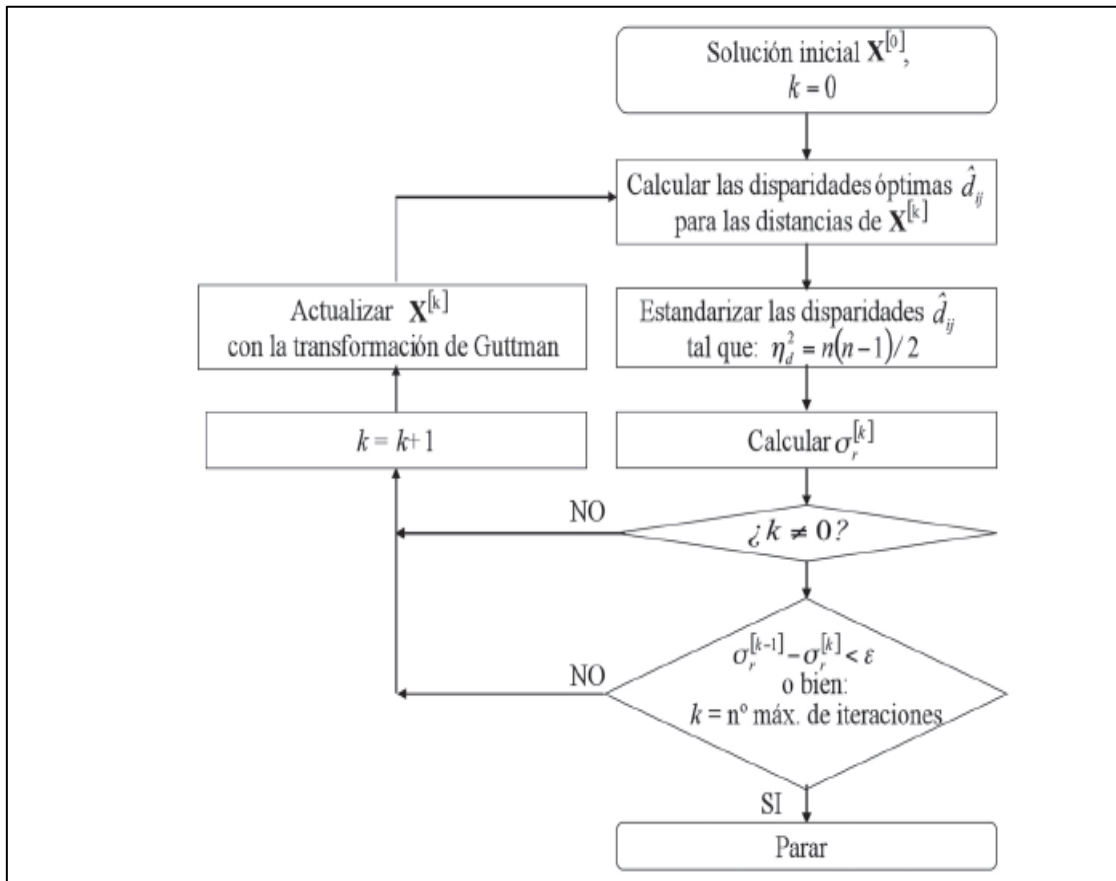 Solución inicial X^[0],
k = 0
Calcular las disparidades óptimas d̂_ij
para las distancias de X^[k]
Estandarizar las disparidades d̂_ij
tal que: η_d^2 = n(n−1)/2
Calcular σ_r^[k]
¿k ≠ 0?
NO
σ_r^[k-1] − σ_r^[k] < ε
o bien:
k = nº máx. de iteraciones
NO
SI
Parar
k = k+1
Actualizar X^[k]
con la transformación de Guttman